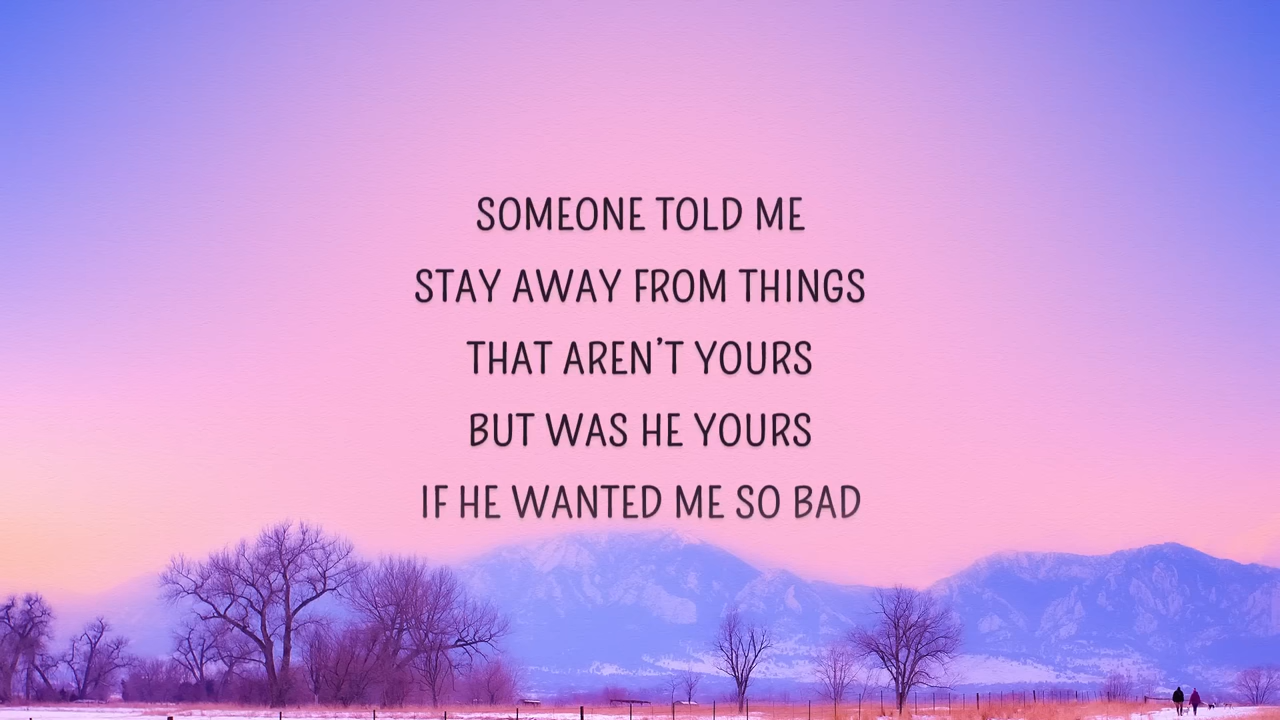 SOMEONE TOLD ME
STAY AWAY FROM THINGS
THAT AREN'T YOURS
BUT WAS HE YOURS
IF HE WANTED ME SO BAD